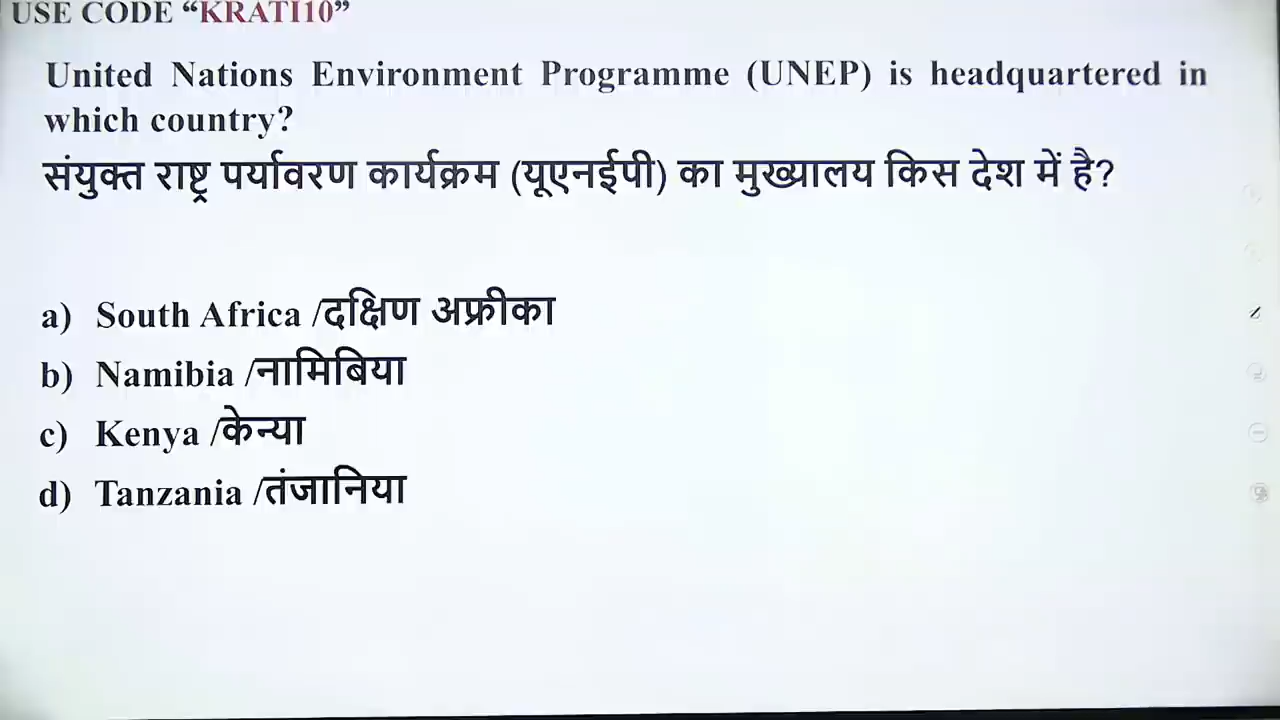 USE CODE “KRATI10”
United Nations Environment Programme (UNEP) is headquartered in
which country?
संयुक्त राष्ट्र पर्यावरण कार्यक्रम (यूएनईपी) का मुख्यालय किस देश में है?
a) South Africa /दक्षिण अफ्रीका
b) Namibia /नामिबिया
c) Kenya /केन्या
d) Tanzania /तंजानिया